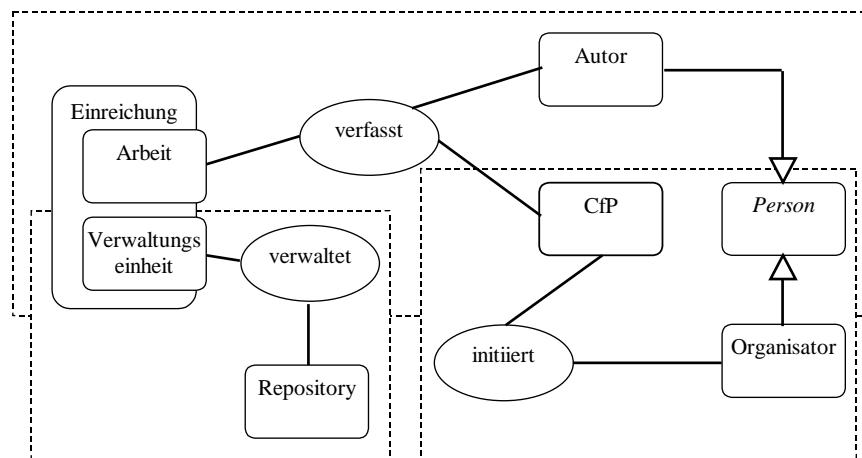 Autor
Einreichung
verfasst
Arbeit
CfP
Person
Verwaltungs
einheit
verwaltet
initiiert
Organisator
Repository